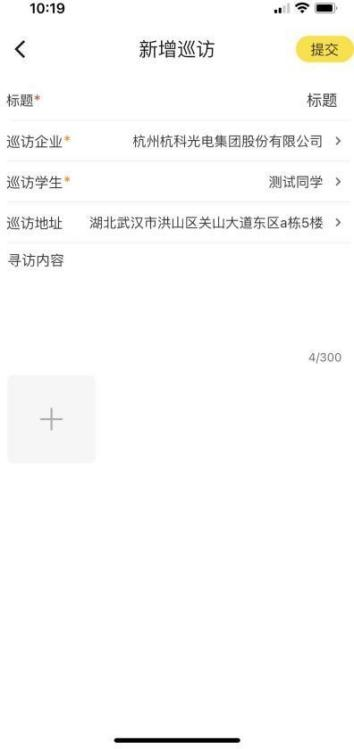 10:19
新增巡访
提交
标题* 标题
巡访企业* 杭州杭科光电集团股份有限公司
巡访学生* 测试同学
巡访地址 湖北武汉市洪山区关山大道东区a栋5楼
寻访内容
4/300